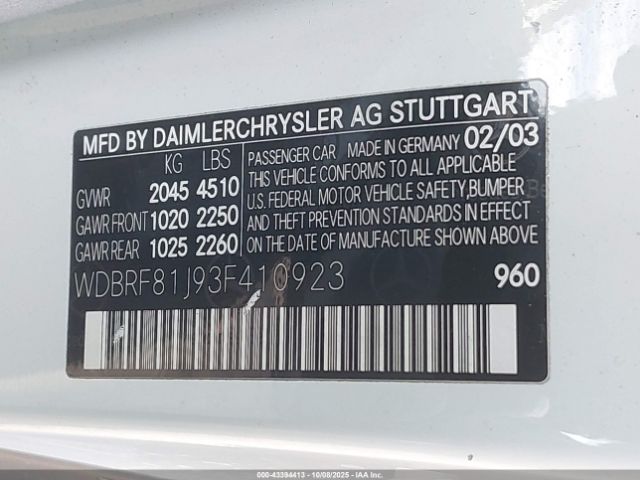 MFD BY DAIMLERCHRYSLER AG STUTTGART
KG LBS
GVWR 2045 4510
GAWR FRONT 1020 2250
GAWR REAR 1025 2260
PASSENGER CAR MADE IN GERMANY 02/03
THIS VEHICLE CONFORMS TO ALL APPLICABLE
U.S. FEDERAL MOTOR VEHICLE SAFETY, BUMPER
AND THEFT PREVENTION STANDARDS IN EFFECT
ON THE DATE OF MANUFACTURE SHOWN ABOVE.
WDBRF81J93F410923 960
000-43394413 10/08/2025 IAAI.COM